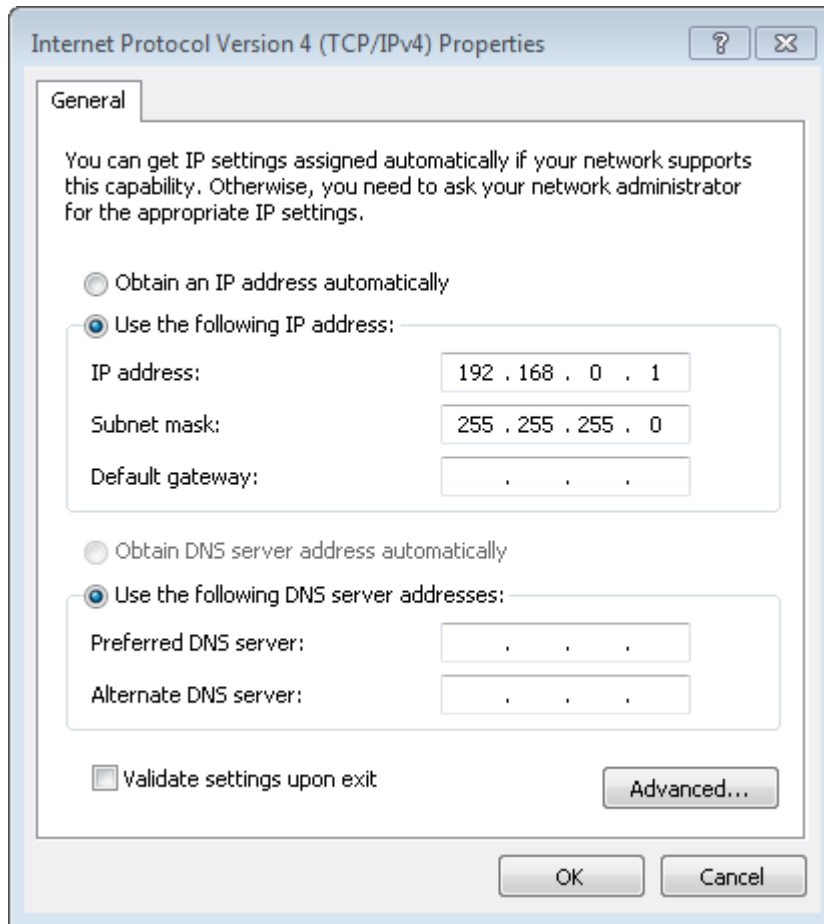 Internet Protocol Version 4 (TCP/IPv4) Properties
General
You can get IP settings assigned automatically if your network supports
this capability. Otherwise, you need to ask your network administrator
for the appropriate IP settings.
Obtain an IP address automatically
Use the following IP address:
IP address: 192 . 168 . 0 . 1
Subnet mask: 255 . 255 . 255 . 0
Default gateway: . . .
Obtain DNS server address automatically
Use the following DNS server addresses:
Preferred DNS server: . . .
Alternate DNS server: . . .
Validate settings upon exit
Advanced...
OK Cancel